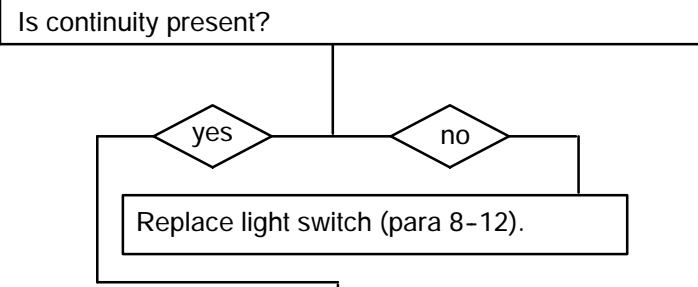 Is continuity present?
yes no
Replace light switch (para 8-12).